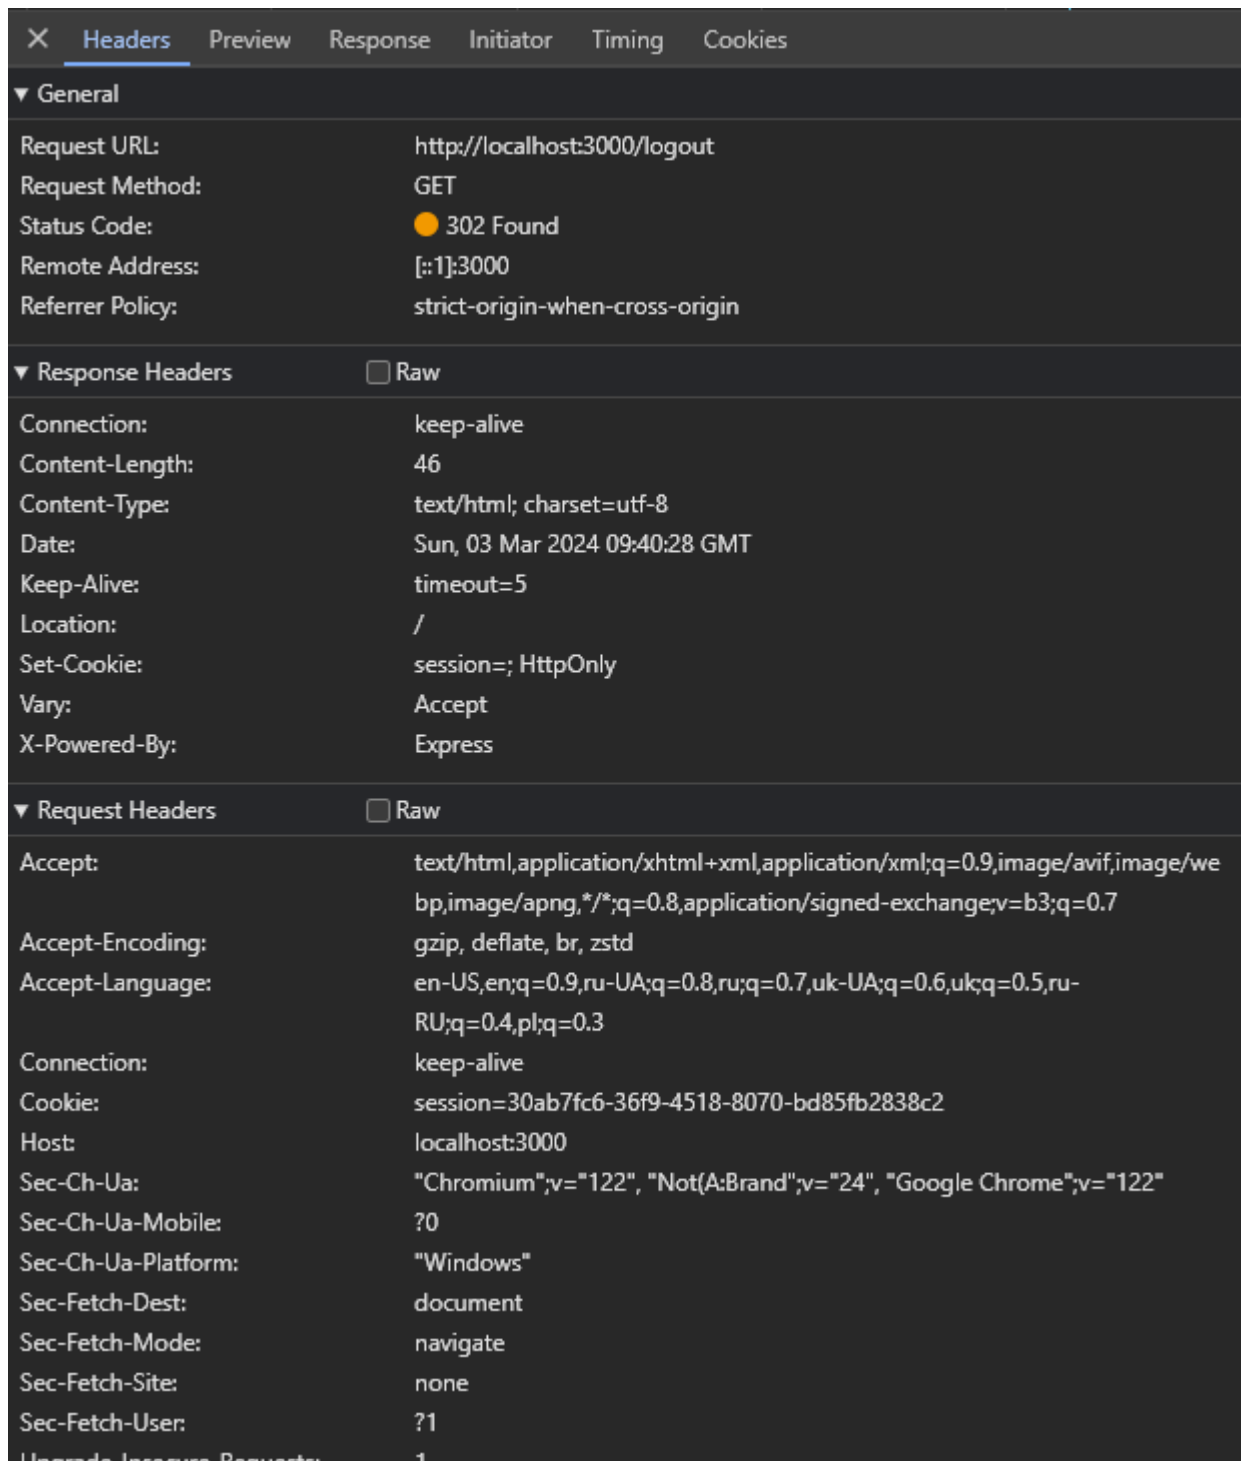 Headers Preview Response Initiator Timing Cookies
General
Request URL: http://localhost:3000/logout
Request Method: GET
Status Code: 302 Found
Remote Address: [::1]:3000
Referrer Policy: strict-origin-when-cross-origin
Response Headers Raw
Connection: keep-alive
Content-Length: 46
Content-Type: text/html; charset=utf-8
Date: Sun, 03 Mar 2024 09:40:28 GMT
Keep-Alive: timeout=5
Location: /
Set-Cookie: session=; HttpOnly
Vary: Accept
X-Powered-By: Express
Request Headers Raw
Accept: text/html,application/xhtml+xml,application/xml;q=0.9,image/avif,image/we
bp,image/apng,*/*;q=0.8,application/signed-exchange;v=b3;q=0.7
Accept-Encoding: gzip, deflate, br, zstd
Accept-Language: en-US,en;q=0.9,ru-UA;q=0.8,ru;q=0.7,uk-UA;q=0.6,uk;q=0.5,ru-
RU;q=0.4,pl;q=0.3
Connection: keep-alive
Cookie: session=30ab7fc6-36f9-4518-8070-bd85fb2838c2
Host: localhost:3000
Sec-Ch-Ua: "Chromium";v="122", "Not(A:Brand";v="24", "Google Chrome";v="122"
Sec-Ch-Ua-Mobile: ?0
Sec-Ch-Ua-Platform: "Windows"
Sec-Fetch-Dest: document
Sec-Fetch-Mode: navigate
Sec-Fetch-Site: none
Sec-Fetch-User: ?1
Upgrade-Insecure-Requests: 1